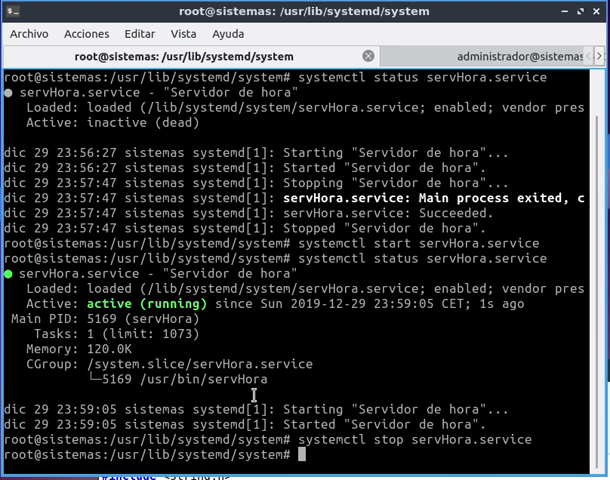 root@sistemas: /usr/lib/systemd/system
Archivo Acciones Editar Vista Ayuda
root@sistemas: /usr/lib/systemd/system administrador@sistemas
root@sistemas:/usr/lib/systemd/system# systemctl status servHora.service
● servHora.service - "Servidor de hora"
Loaded: loaded (/lib/systemd/system/servHora.service; enabled; vendor pres
Active: inactive (dead)
dic 29 23:56:27 sistemas systemd[1]: Starting "Servidor de hora"...
dic 29 23:56:27 sistemas systemd[1]: Started "Servidor de hora".
dic 29 23:57:47 sistemas systemd[1]: Stopping "Servidor de hora"...
dic 29 23:57:47 sistemas systemd[1]: servHora.service: Main process exited, c
dic 29 23:57:47 sistemas systemd[1]: servHora.service: Succeeded.
dic 29 23:57:47 sistemas systemd[1]: Stopped "Servidor de hora".
root@sistemas:/usr/lib/systemd/system# systemctl start servHora.service
root@sistemas:/usr/lib/systemd/system# systemctl status servHora.service
● servHora.service - "Servidor de hora"
Loaded: loaded (/lib/systemd/system/servHora.service; enabled; vendor pres
Active: active (running) since Sun 2019-12-29 23:59:05 CET; 1s ago
Main PID: 5169 (servHora)
Tasks: 1 (limit: 1073)
Memory: 120.0K
CGroup: /system.slice/servHora.service
└─5169 /usr/bin/servHora
dic 29 23:59:05 sistemas systemd[1]: Starting "Servidor de hora"...
dic 29 23:59:05 sistemas systemd[1]: Started "Servidor de hora".
root@sistemas:/usr/lib/systemd/system# systemctl stop servHora.service
root@sistemas:/usr/lib/systemd/system#
#include <string.h>